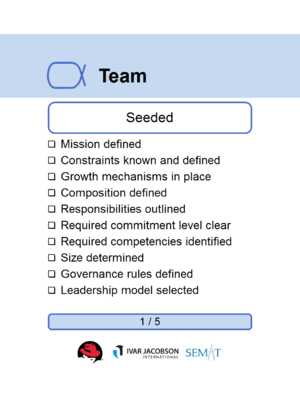 Team
Seeded
Mission defined
Constraints known and defined
Growth mechanisms in place
Composition defined
Responsibilities outlined
Required commitment level clear
Required competencies identified
Size determined
Governance rules defined
Leadership model selected
1 / 5
IVAR JACOBSON
INTERNATIONAL
SEMAT